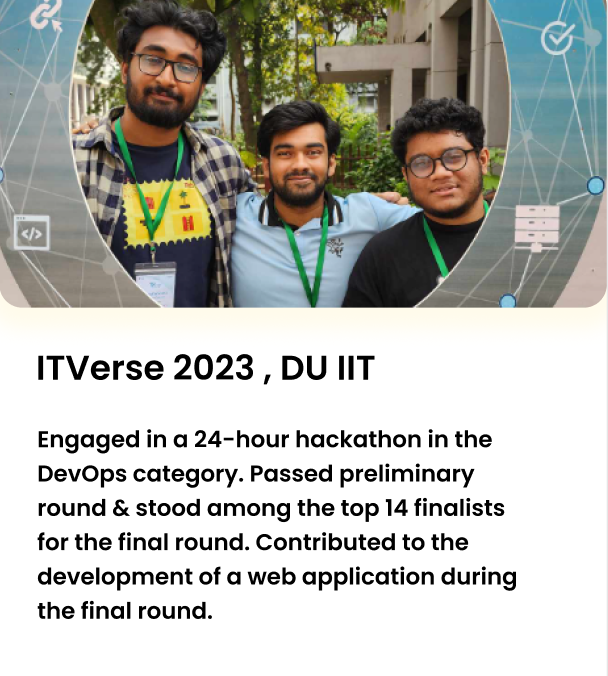 </>
ITVerse 2023 , DU IIT
Engaged in a 24-hour hackathon in the
DevOps category. Passed preliminary
round & stood among the top 14 finalists
for the final round. Contributed to the
development of a web application during
the final round.